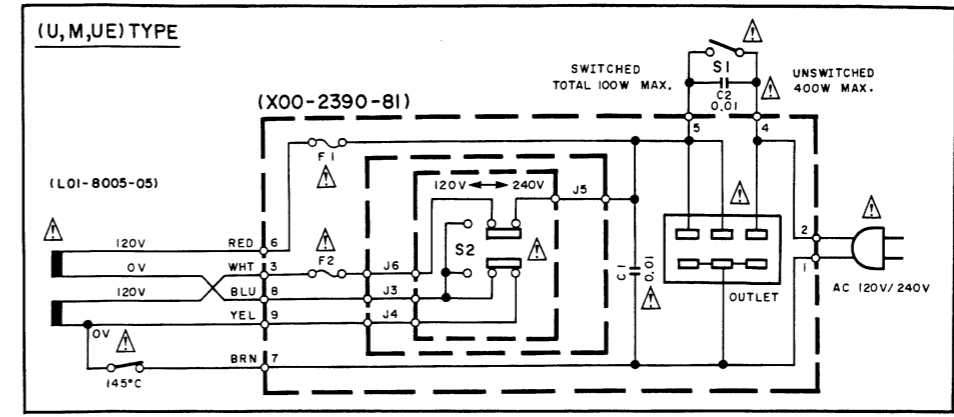 (U, M, UE) TYPE
S1
SWITCHED
TOTAL 100W MAX.
C2
0.01
UNSWITCHED
400W MAX.
(X00-2390-81)
5
4
F1
120V ↔ 240V
J5
(L01-8005-05)
120V
RED
6
0V
WHT
3
F2
J6
S2
120V
BLU
8
J3
YEL
9
J4
0V
BRN
7
145°C
C1
0.01
OUTLET
2
1
AC 120V/240V